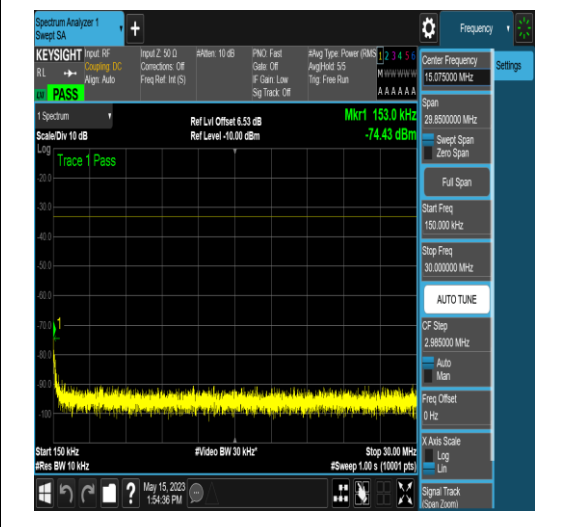 Spectrum Analyzer 1
Swept SA
+
Frequency
KEYSIGHT
RL
PASS
Input: RF
Coupling: DC
Align: Auto
Input Z: 50 Ω
Corrections: Off
Freq Ref: Int (S)
#Atten: 10 dB
PNO: Fast
Gate: Off
IF Gain: Low
Sig Track: Off
#Avg Type: Power (RMS
Avg|Hold: 5/5
Trig: Free Run
1 2 3 4 5 6
M w w w w w
A A A A A A
1 Spectrum
Scale/Div 10 dB
Ref Lvl Offset 6.53 dB
Ref Level -10.00 dBm
Mkr1 153.0 kHz
-74.43 dBm
Log
Trace 1 Pass
-20.0
-30.0
-40.0
-50.0
-60.0
-70.0
-80.0
-90.0
-100
1
Start 150 kHz
#Res BW 10 kHz
#Video BW 30 kHz*
Stop 30.00 MHz
#Sweep 1.00 s (10001 pts)
?
May 15, 2023
1:54:36 PM
Center Frequency
15.075000 MHz
Settings
Span
29.8500000 MHz
Swept Span
Zero Span
Full Span
Start Freq
150.000 kHz
Stop Freq
30.000000 MHz
AUTO TUNE
CF Step
2.985000 MHz
Auto
Man
Freq Offset
0 Hz
X Axis Scale
Log
Lin
Signal Track
(Span Zoom)